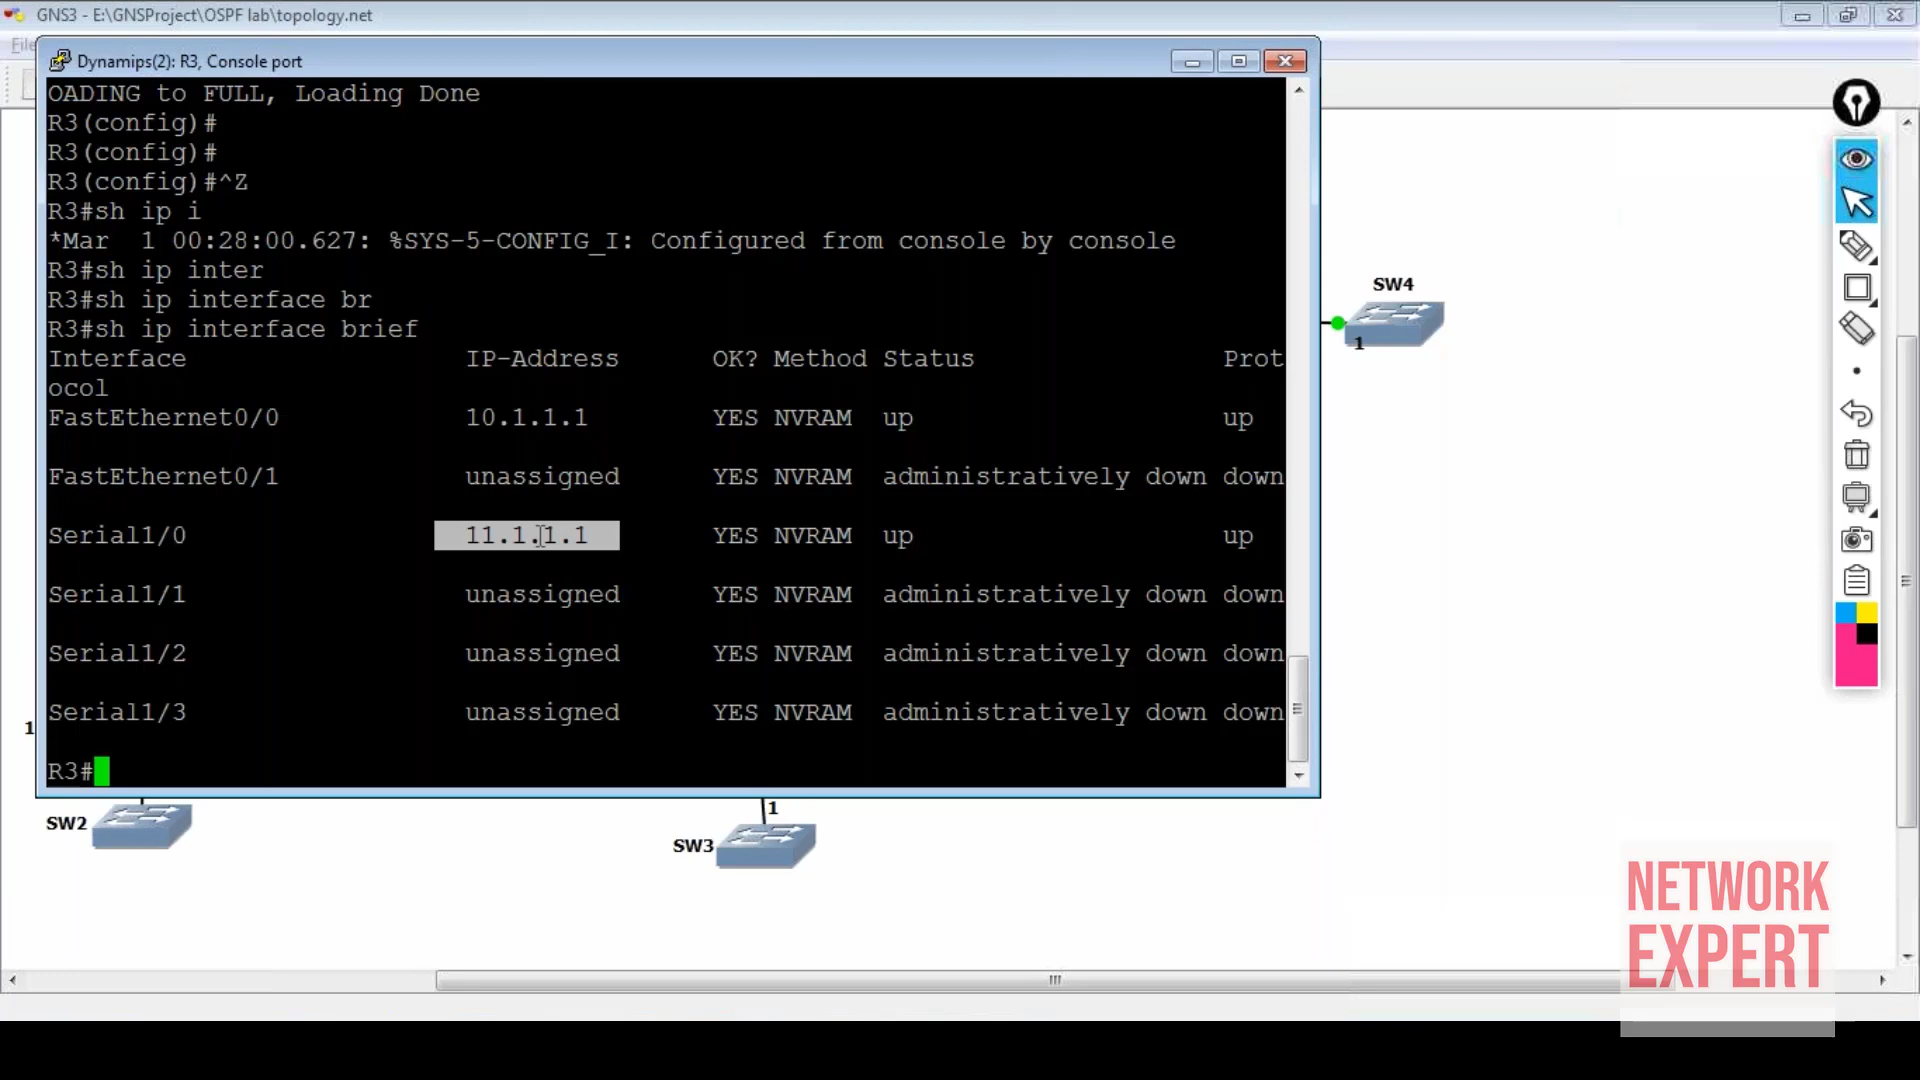 GNS3 - E:\GNSProject\OSPF lab\topology.net
File
Dynamips(2): R3, Console port
OADING to FULL, Loading Done
R3(config)#
R3(config)#
R3(config)#^Z
R3#sh ip i
*Mar  1 00:28:00.627: %SYS-5-CONFIG_I: Configured from console by console
R3#sh ip inter
R3#sh ip interface br
R3#sh ip interface brief
Interface                  IP-Address      OK? Method Status                Prot
ocol
FastEthernet0/0            10.1.1.1        YES NVRAM  up                    up
FastEthernet0/1            unassigned      YES NVRAM  administratively down down
Serial1/0                  11.1.1.1        YES NVRAM  up                    up
Serial1/1                  unassigned      YES NVRAM  administratively down down
Serial1/2                  unassigned      YES NVRAM  administratively down down
Serial1/3                  unassigned      YES NVRAM  administratively down down
R3#
SW4
1
1
SW2
1
SW3
NETWORK
EXPERT